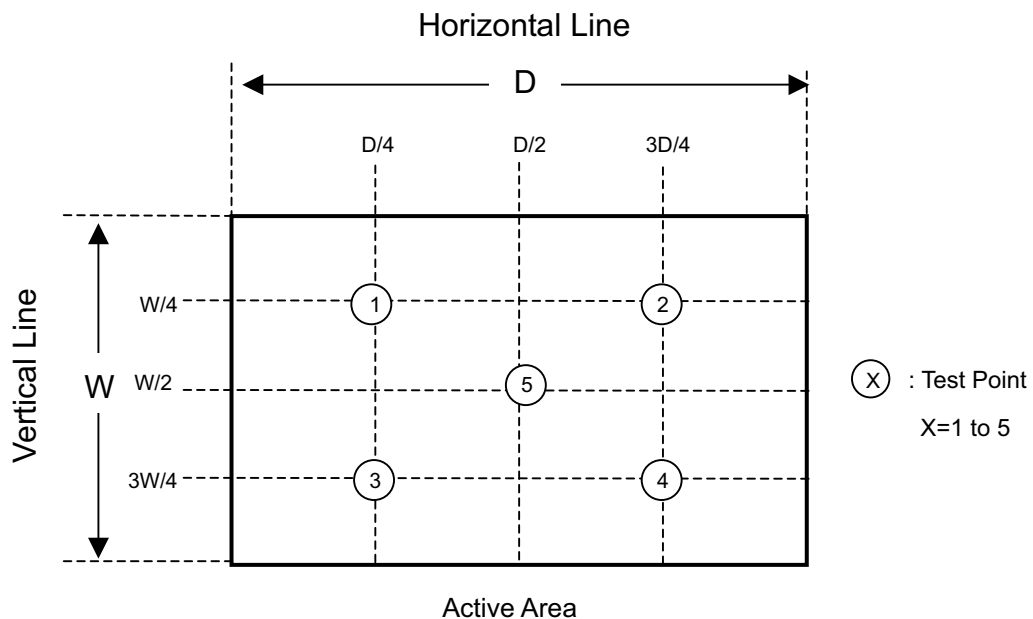 Horizontal Line
D
D/4 D/2 3D/4
Vertical Line
W
W/4
1 2
W/2
5
X : Test Point
X=1 to 5
3W/4
3 4
Active Area